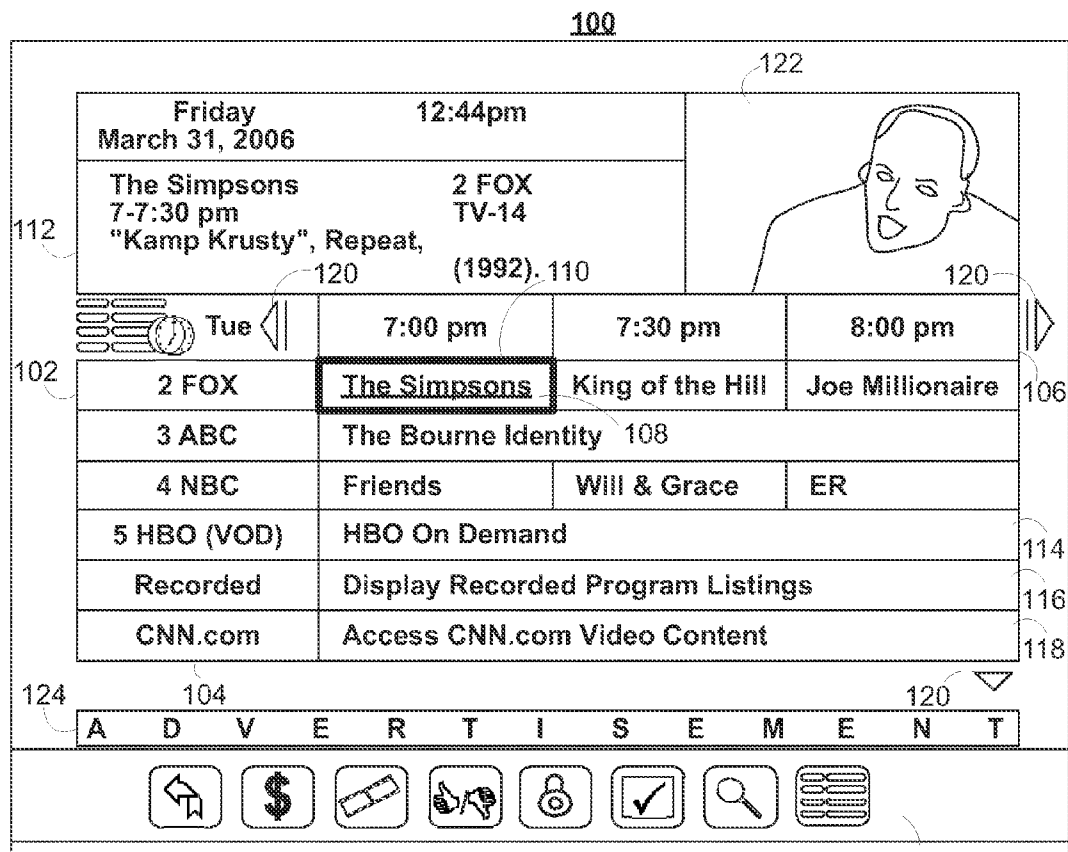 100
122
Friday 12:44pm
March 31, 2006
The Simpsons 2 FOX
7-7:30 pm TV-14
"Kamp Krusty", Repeat,
(1992).
112
120
110
120
Tue 7:00 pm 7:30 pm 8:00 pm
102
2 FOX The Simpsons King of the Hill Joe Millionaire
106
3 ABC The Bourne Identity 108
4 NBC Friends Will & Grace ER
5 HBO (VOD) HBO On Demand
114
Recorded Display Recorded Program Listings
116
CNN.com Access CNN.com Video Content
118
124
104
120
A D V E R T I S E M E N T
$